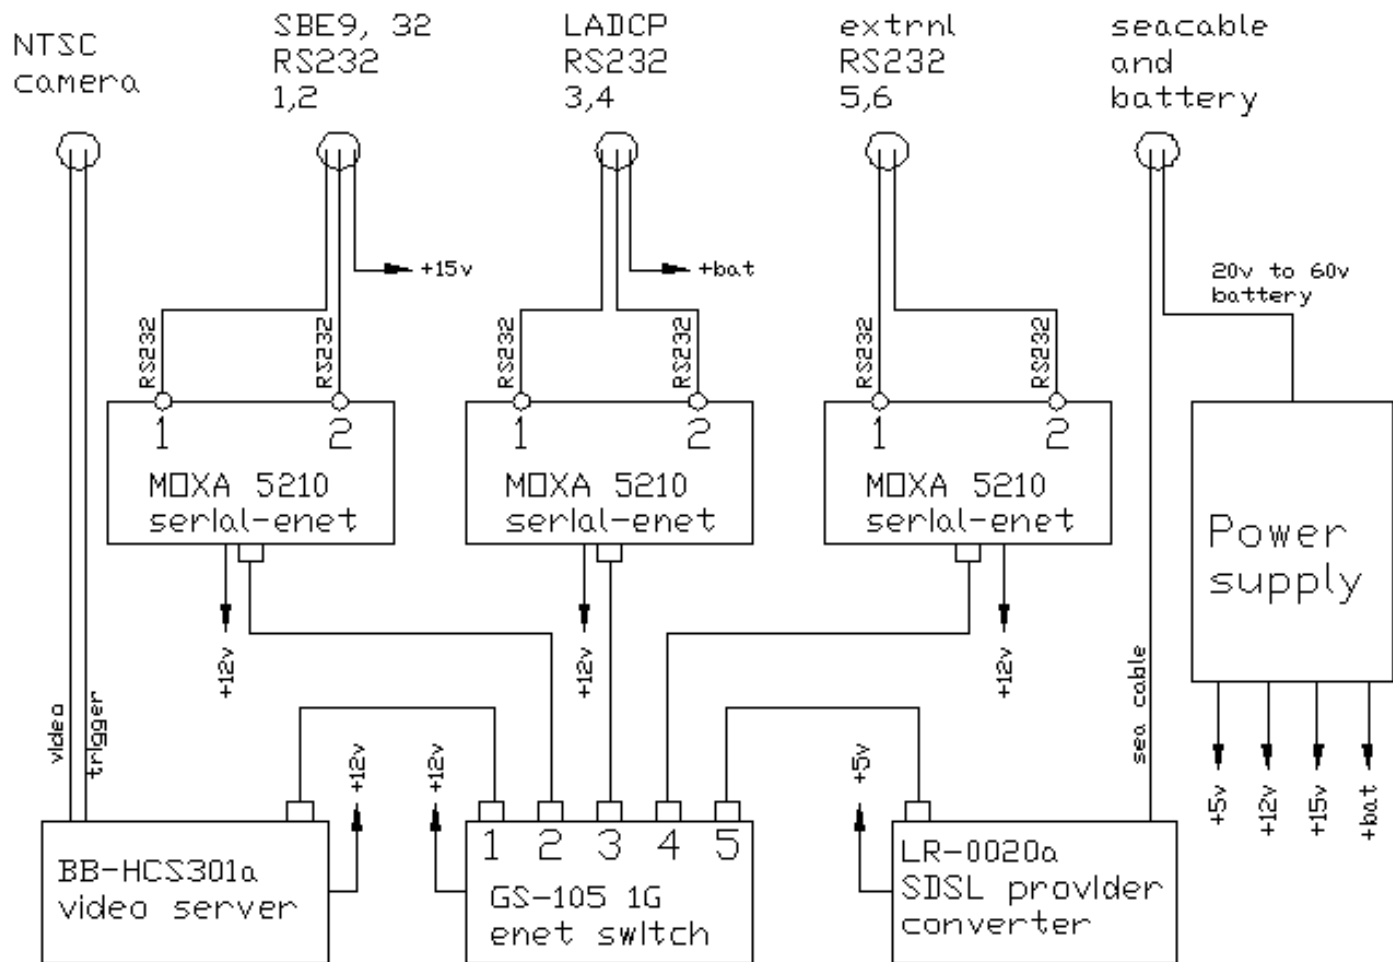 NTSC
camera
SBE9, 32
RS232
1,2
LADCP
RS232
3,4
extrnl
RS232
5,6
seacable
and
battery
+15v
+bat
20v to 60v
battery
RS232
RS232
RS232
RS232
RS232
RS232
1
2
MOXA 5210
serial-enet
1
2
MOXA 5210
serial-enet
1
2
MOXA 5210
serial-enet
Power
supply
+12v
+12v
+12v
video
trigger
+12v
+12v
+5v
sea cable
+5v
+12v
+15v
+bat
BB-HCS301a
video server
1
2
3
4
5
GS-105 1G
enet switch
LR-0020a
SDSL provider
converter